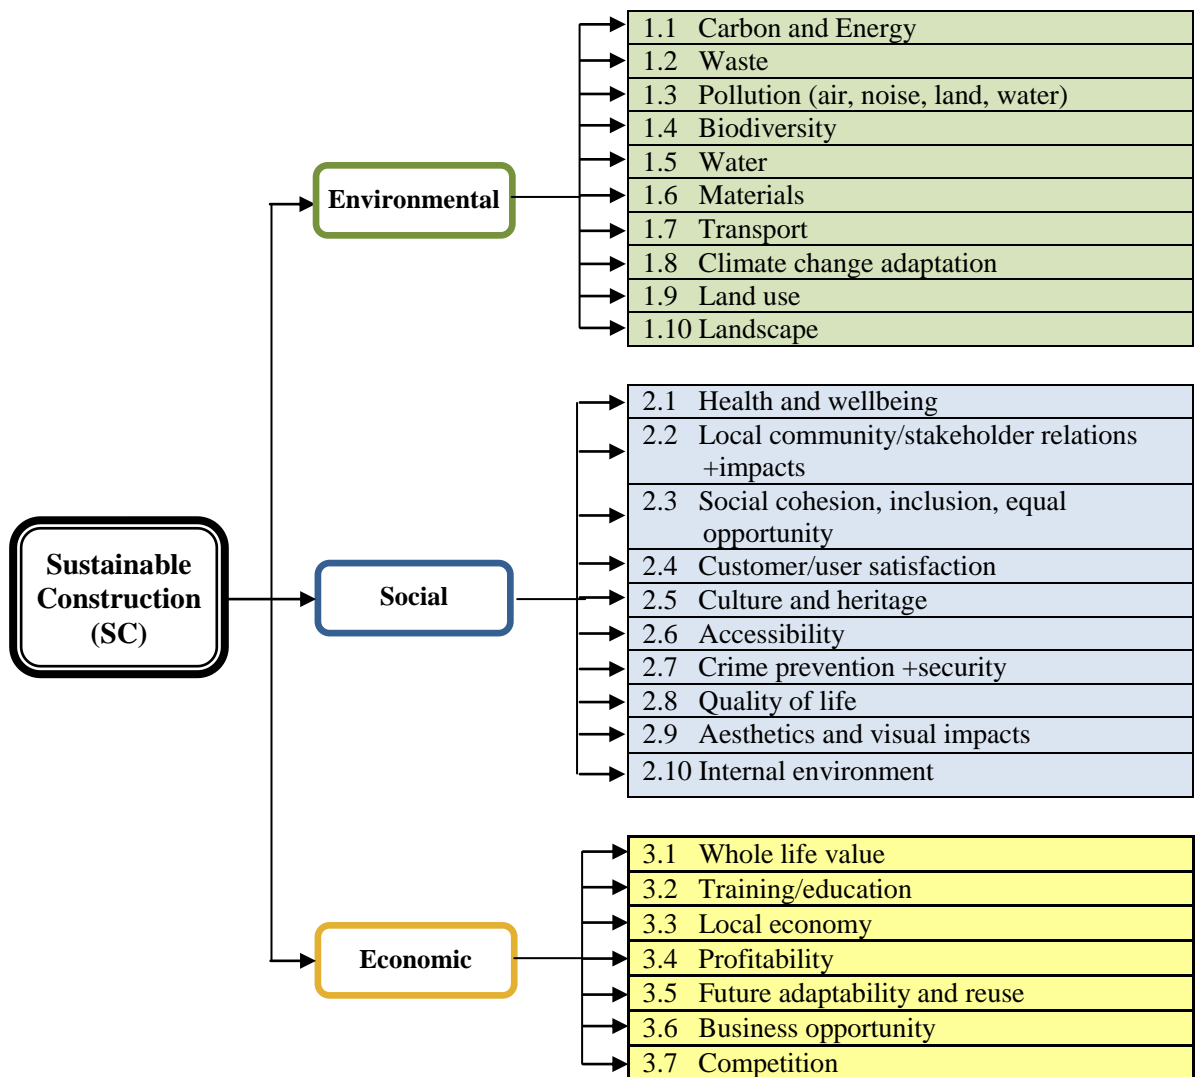 1.1 Carbon and Energy
1.2 Waste
1.3 Pollution (air, noise, land, water)
1.4 Biodiversity
1.5 Water
1.6 Materials
1.7 Transport
1.8 Climate change adaptation
1.9 Land use
1.10 Landscape
Environmental
2.1 Health and wellbeing
2.2 Local community/stakeholder relations
+impacts
2.3 Social cohesion, inclusion, equal
opportunity
2.4 Customer/user satisfaction
2.5 Culture and heritage
2.6 Accessibility
2.7 Crime prevention +security
2.8 Quality of life
2.9 Aesthetics and visual impacts
2.10 Internal environment
Social
Sustainable
Construction
(SC)
3.1 Whole life value
3.2 Training/education
3.3 Local economy
3.4 Profitability
3.5 Future adaptability and reuse
3.6 Business opportunity
3.7 Competition
Economic